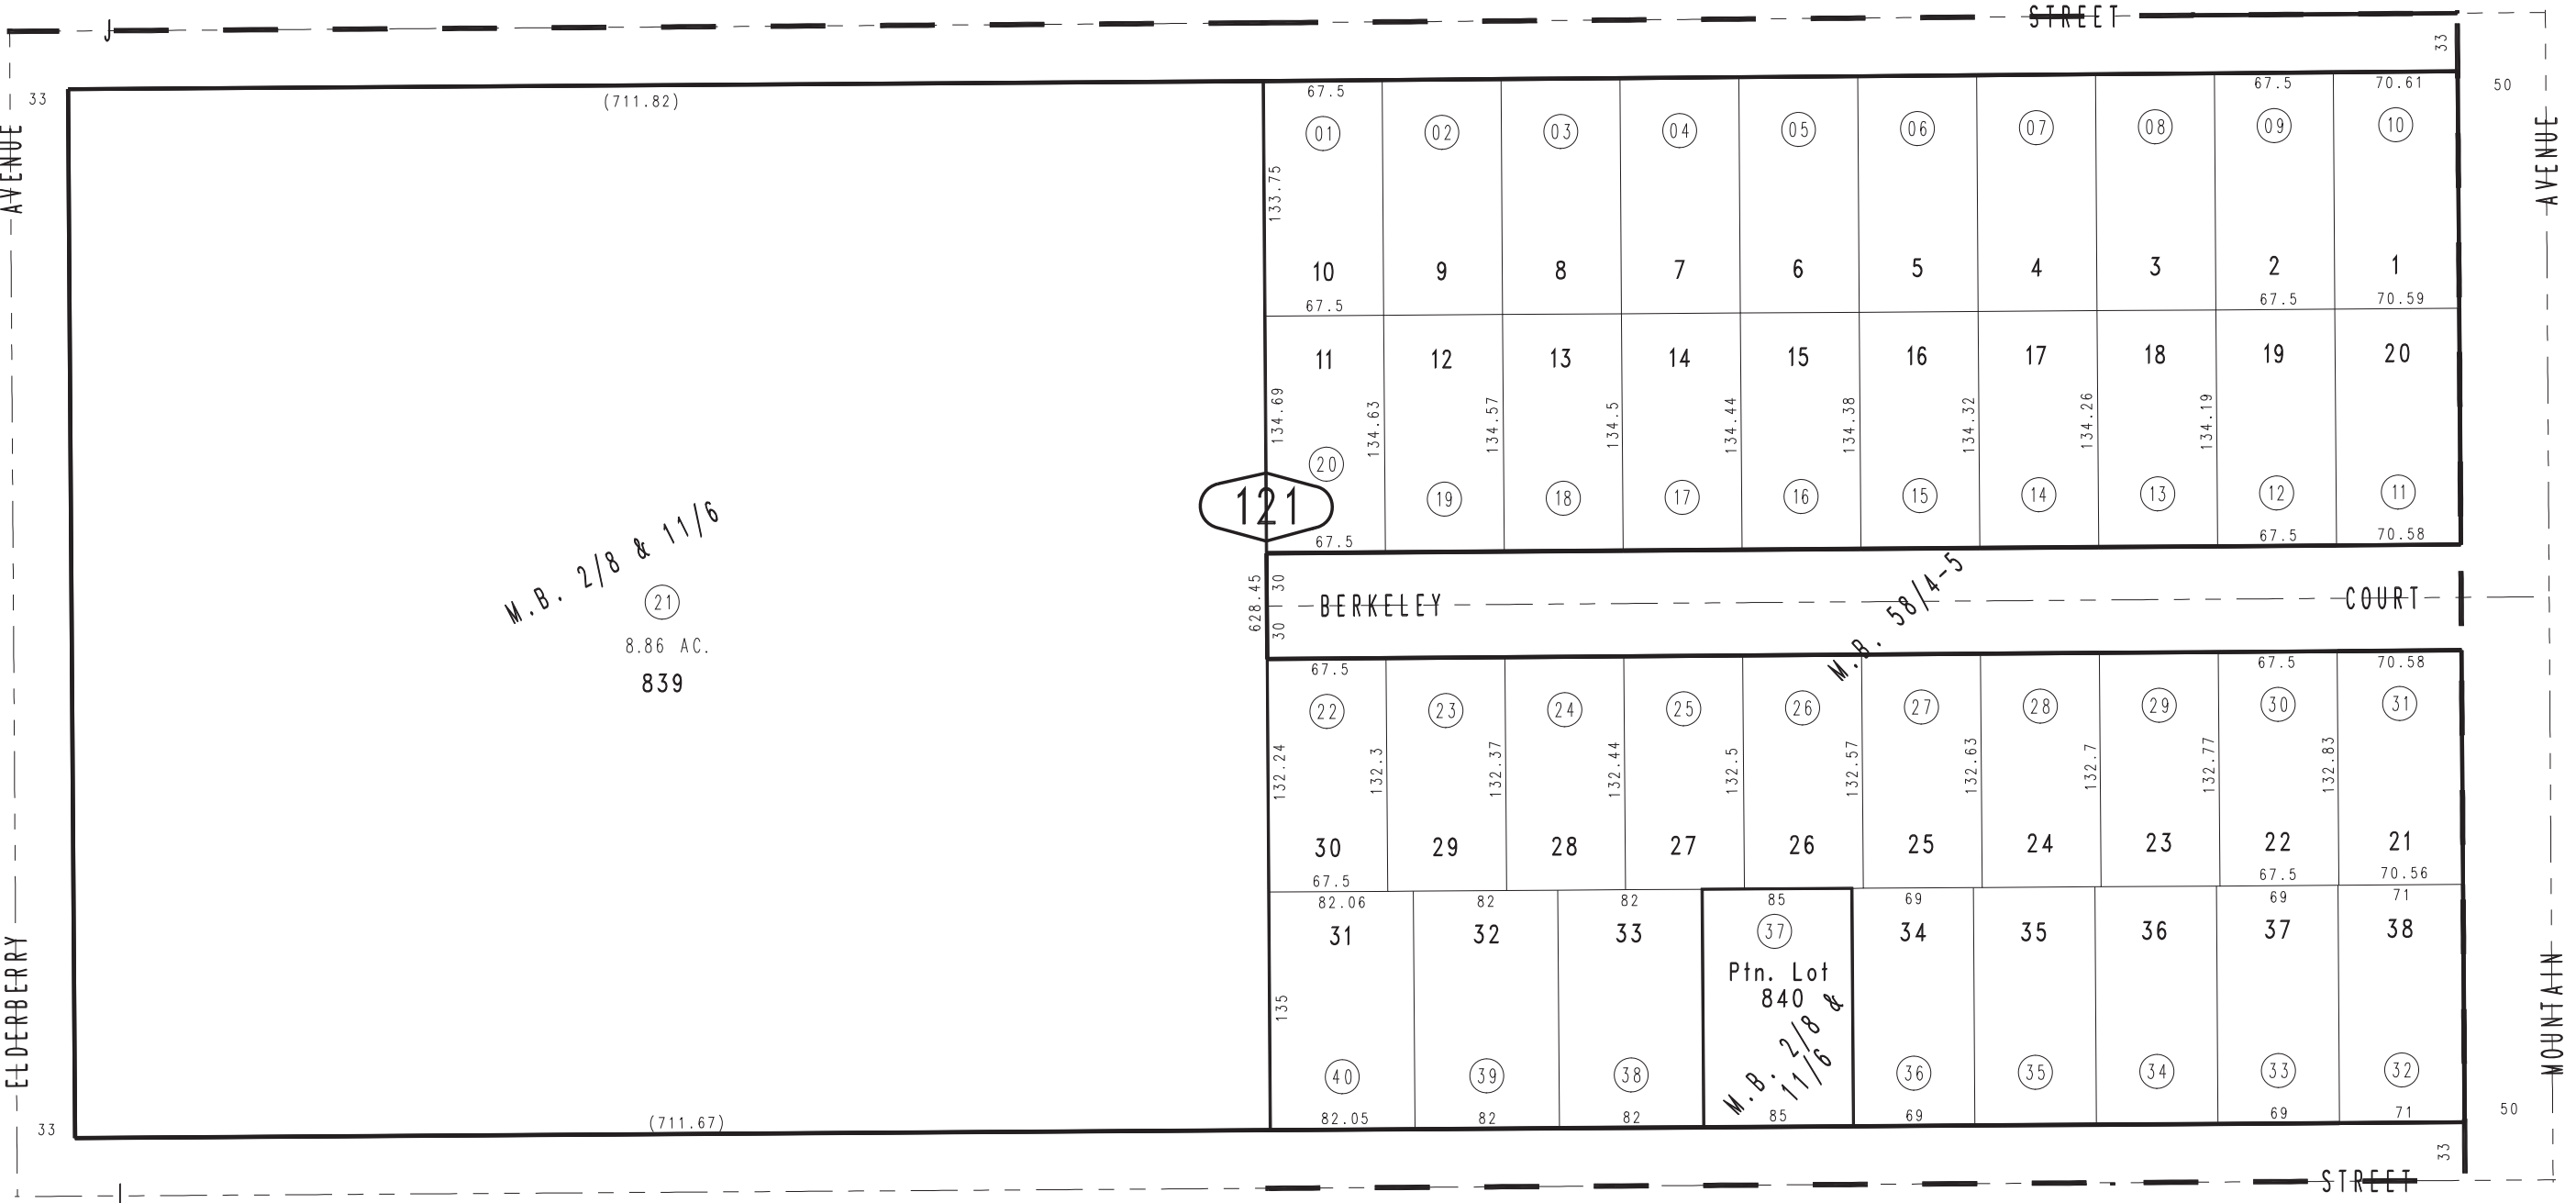 J STREET
33
33 (711.82) 67.5 67.5 70.61 50
AVENUE AVENUE
01 02 03 04 05 06 07 08 09 10
133.75
10 9 8 7 6 5 4 3 2 1
67.5 67.5 70.59
11 12 13 14 15 16 17 18 19 20
134.69 134.63 134.57 134.5 134.44 134.38 134.32 134.26 134.19
20 19 18 17 16 15 14 13 12 11
121
67.5 67.5 70.58
M.B. 2/8 & 11/6
21
8.86 AC.
839
628.45 30 30
BERKELEY COURT
M.B. 58/4-5
67.5 67.5 70.58
22 23 24 25 26 27 28 29 30 31
132.24 132.3 132.37 132.44 132.5 132.57 132.63 132.7 132.77 132.83
30 29 28 27 26 25 24 23 22 21
67.5 67.5 70.56
82.06 82 82 85 69 69 71
31 32 33 37 34 35 36 37 38
Ptn. Lot
840
M.B. 2/8 &
11/6
ELDERBERRY MOUNTAIN
135
40 39 38 36 35 34 33 32
82.05 82 82 85 69 69 71
33 (711.67) 50
33
I STREET